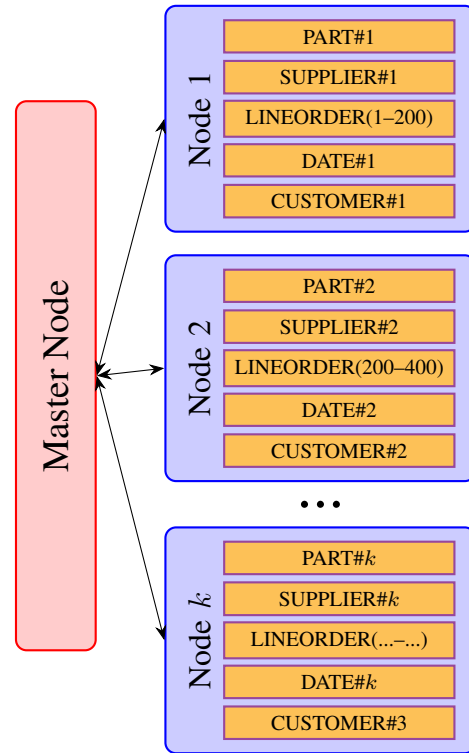 Master Node
Node 1
PART#1
SUPPLIER#1
LINEORDER(1–200)
DATE#1
CUSTOMER#1
Node 2
PART#2
SUPPLIER#2
LINEORDER(200–400)
DATE#2
CUSTOMER#2
...
Node k
PART#k
SUPPLIER#k
LINEORDER(...–...)
DATE#k
CUSTOMER#3